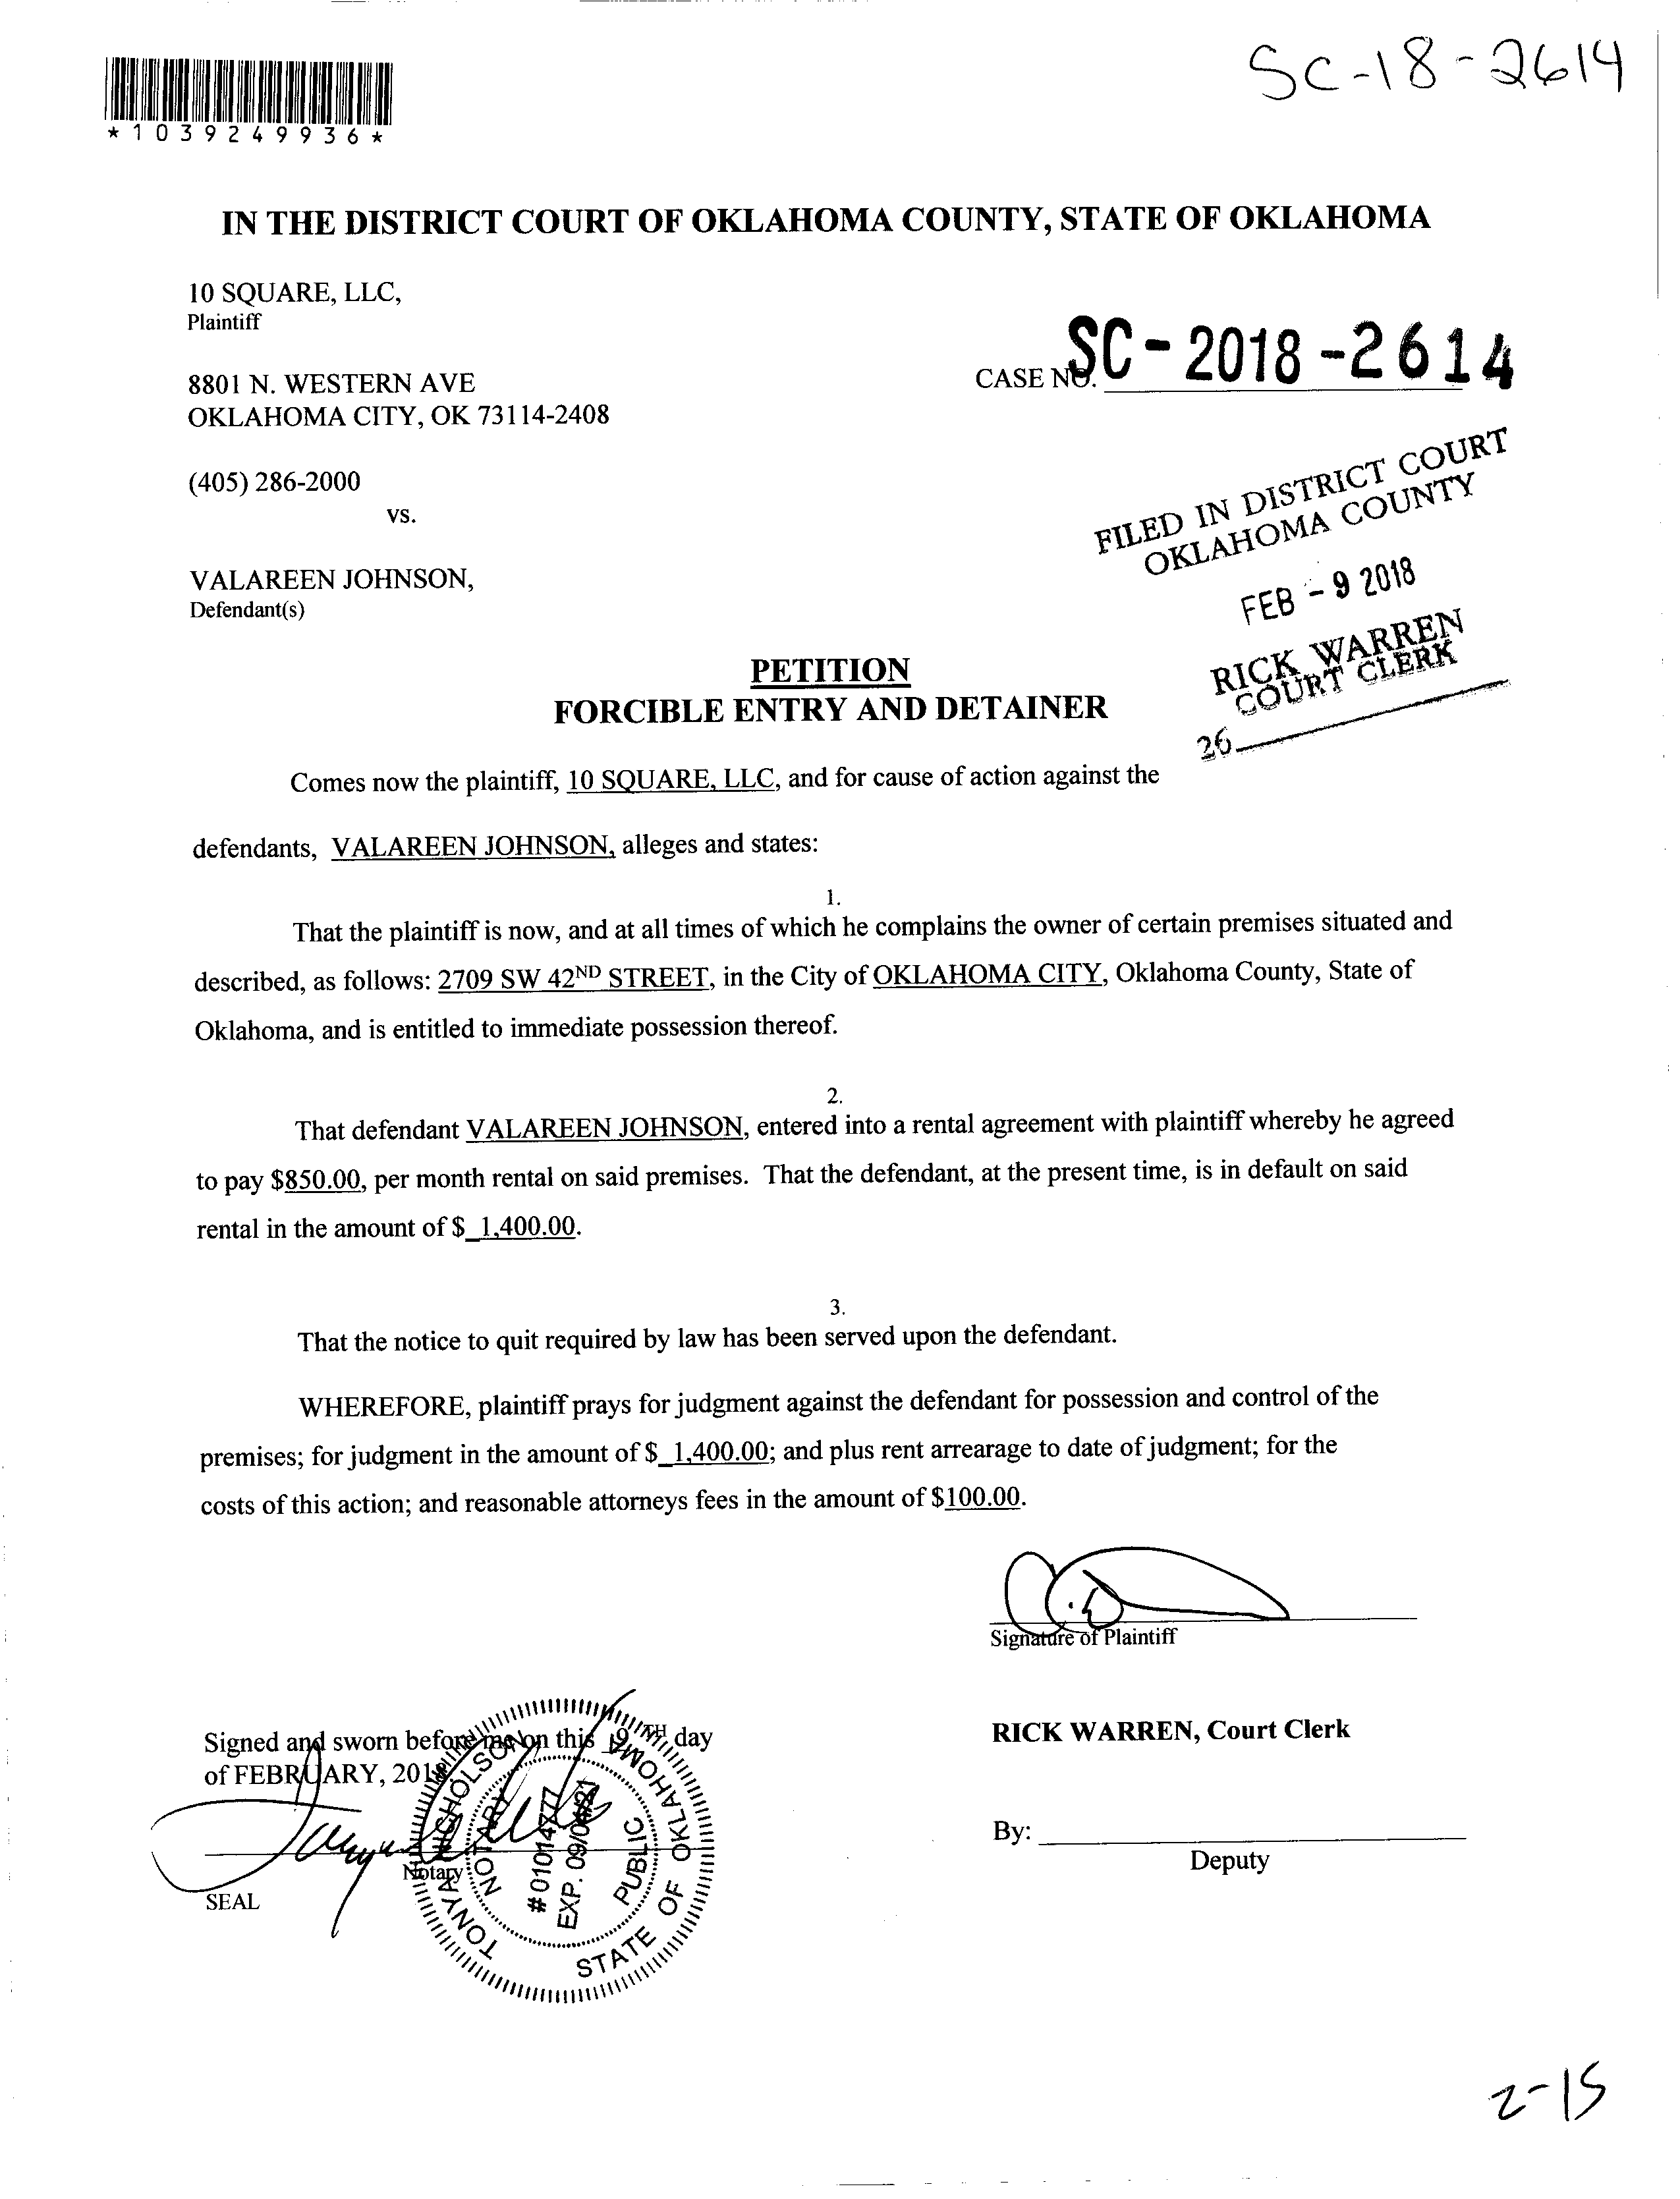 SC-18-2614
*1039249936*
IN THE DISTRICT COURT OF OKLAHOMA COUNTY, STATE OF OKLAHOMA
10 SQUARE, LLC,
Plaintiff
8801 N. WESTERN AVE
OKLAHOMA CITY, OK 73114-2408
CASE NO. SC-2018-2614
(405) 286-2000
vs.
FILED IN DISTRICT COURT
OKLAHOMA COUNTY
FEB - 9 2018
RICK WARREN
COURT CLERK
26
VALAREEN JOHNSON,
Defendant(s)
PETITION
FORCIBLE ENTRY AND DETAINER
Comes now the plaintiff, 10 SQUARE, LLC, and for cause of action against the
defendants, VALAREEN JOHNSON, alleges and states:
1.
That the plaintiff is now, and at all times of which he complains the owner of certain premises situated and
described, as follows: 2709 SW 42ND STREET, in the City of OKLAHOMA CITY, Oklahoma County, State of
Oklahoma, and is entitled to immediate possession thereof.
2.
That defendant VALAREEN JOHNSON, entered into a rental agreement with plaintiff whereby he agreed
to pay $850.00, per month rental on said premises. That the defendant, at the present time, is in default on said
rental in the amount of $_1,400.00.
3.
That the notice to quit required by law has been served upon the defendant.
WHEREFORE, plaintiff prays for judgment against the defendant for possession and control of the
premises; for judgment in the amount of $_1,400.00; and plus rent arrearage to date of judgment; for the
costs of this action; and reasonable attorneys fees in the amount of $100.00.
Signature of Plaintiff
Signed and sworn before me on this 9TH day
of FEBRUARY, 2018
Notary
SEAL
TONYA NICHOLSON
NOTARY PUBLIC
# 01014777
EXP. 09/04/21
STATE OF OKLAHOMA
RICK WARREN, Court Clerk
By:
Deputy
2-15